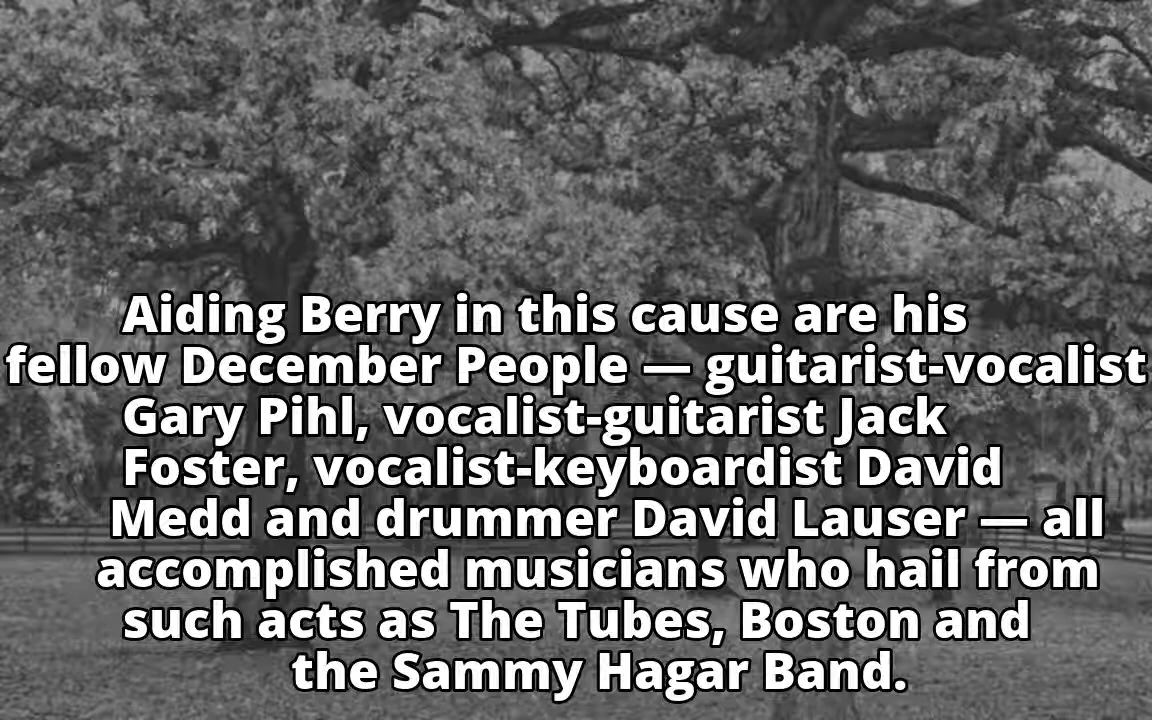 Aiding Berry in this cause are his
fellow December People — guitarist-vocalist
Gary Pihl, vocalist-guitarist Jack
Foster, vocalist-keyboardist David
Medd and drummer David Lauser — all
accomplished musicians who hail from
such acts as The Tubes, Boston and
the Sammy Hagar Band.